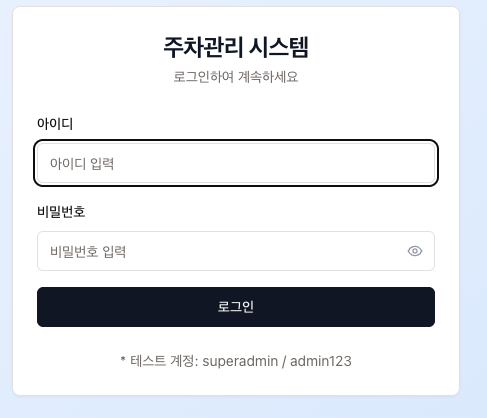 주차관리 시스템
로그인하여 계속하세요
아이디
아이디 입력
비밀번호
비밀번호 입력
로그인
* 테스트 계정: superadmin / admin123